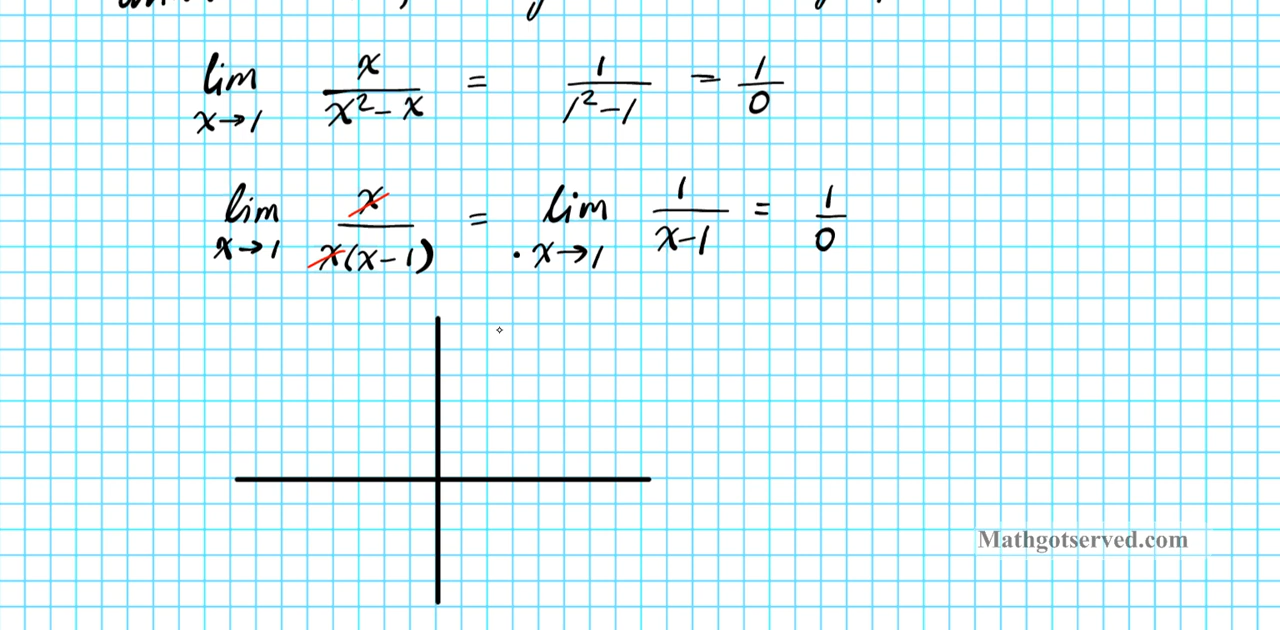 lim x→1 x/(x² - x) = 1/(1² - 1) = 1/0
lim x→1 x/(x(x-1)) = lim x→1 1/(x-1) = 1/0
Mathgotserved.com